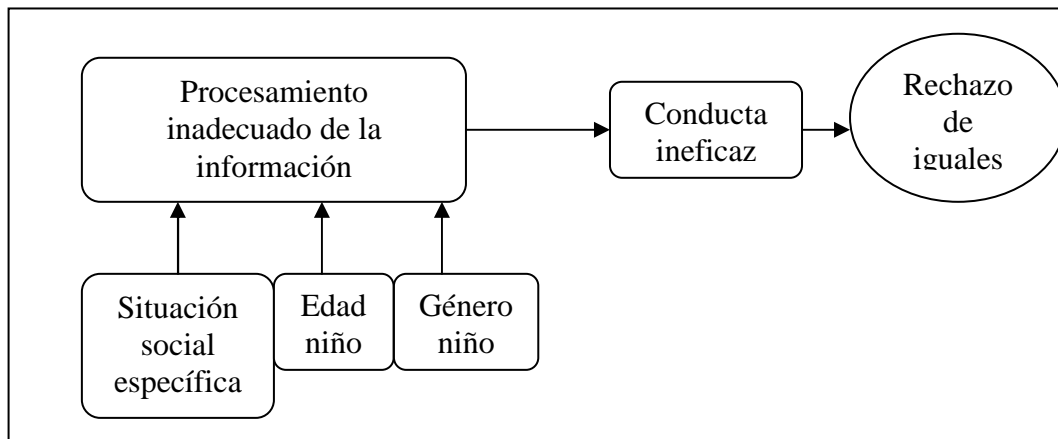 Procesamiento
inadecuado de la
información
Conducta
ineficaz
Rechazo
de
iguales
Situación
social
específica
Edad
niño
Género
niño